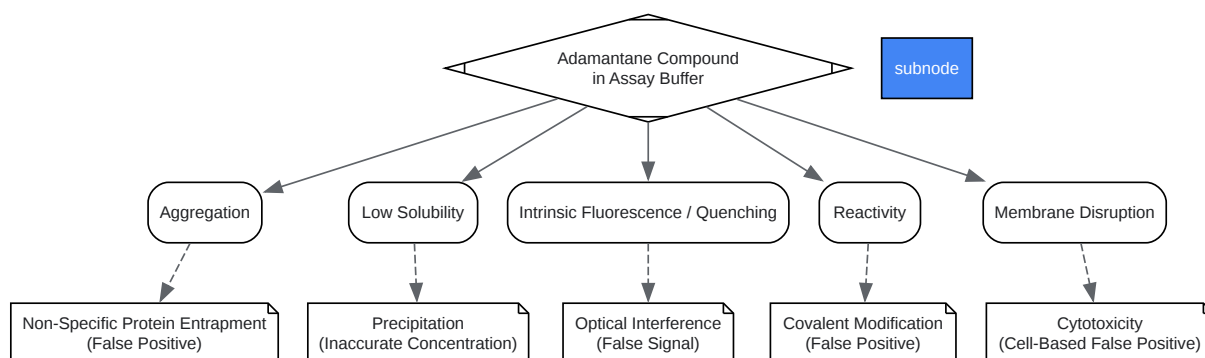 Adamantane Compound
in Assay Buffer
subnode
Aggregation
Low Solubility
Intrinsic Fluorescence / Quenching
Reactivity
Membrane Disruption
Non-Specific Protein Entrapment
(False Positive)
Precipitation
(Inaccurate Concentration)
Optical Interference
(False Signal)
Covalent Modification
(False Positive)
Cytotoxicity
(Cell-Based False Positive)